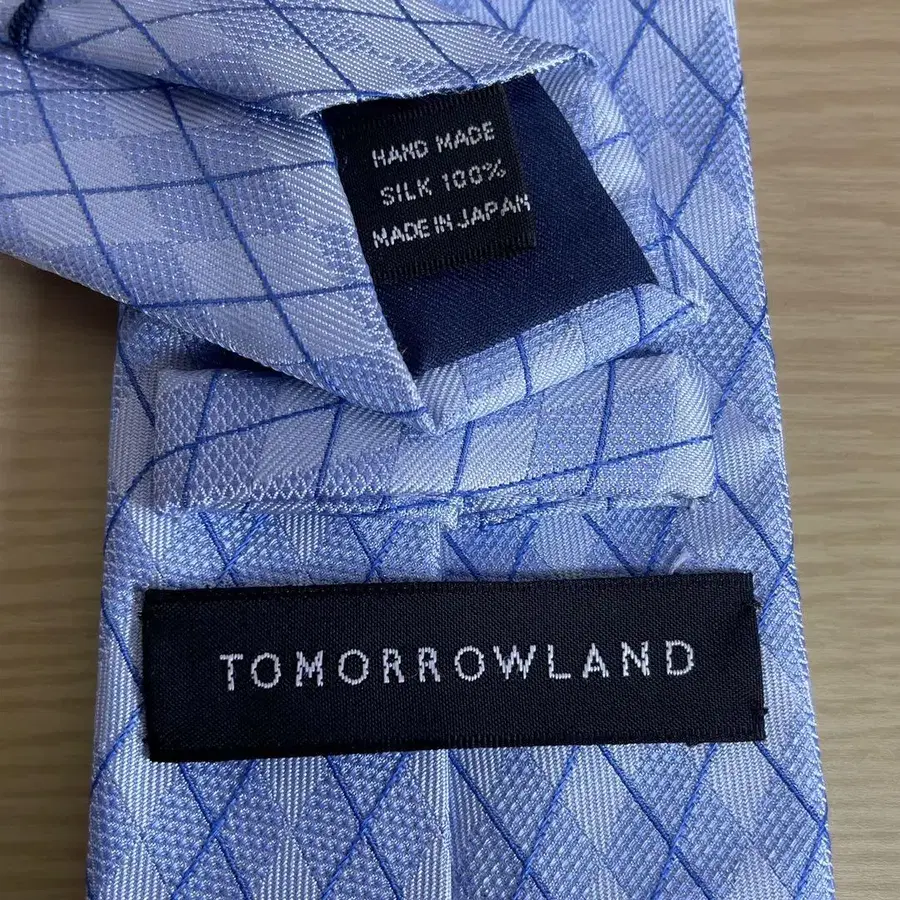 HAND MADE
SILK 100%
MADE IN JAPAN
TOMORROWLAND